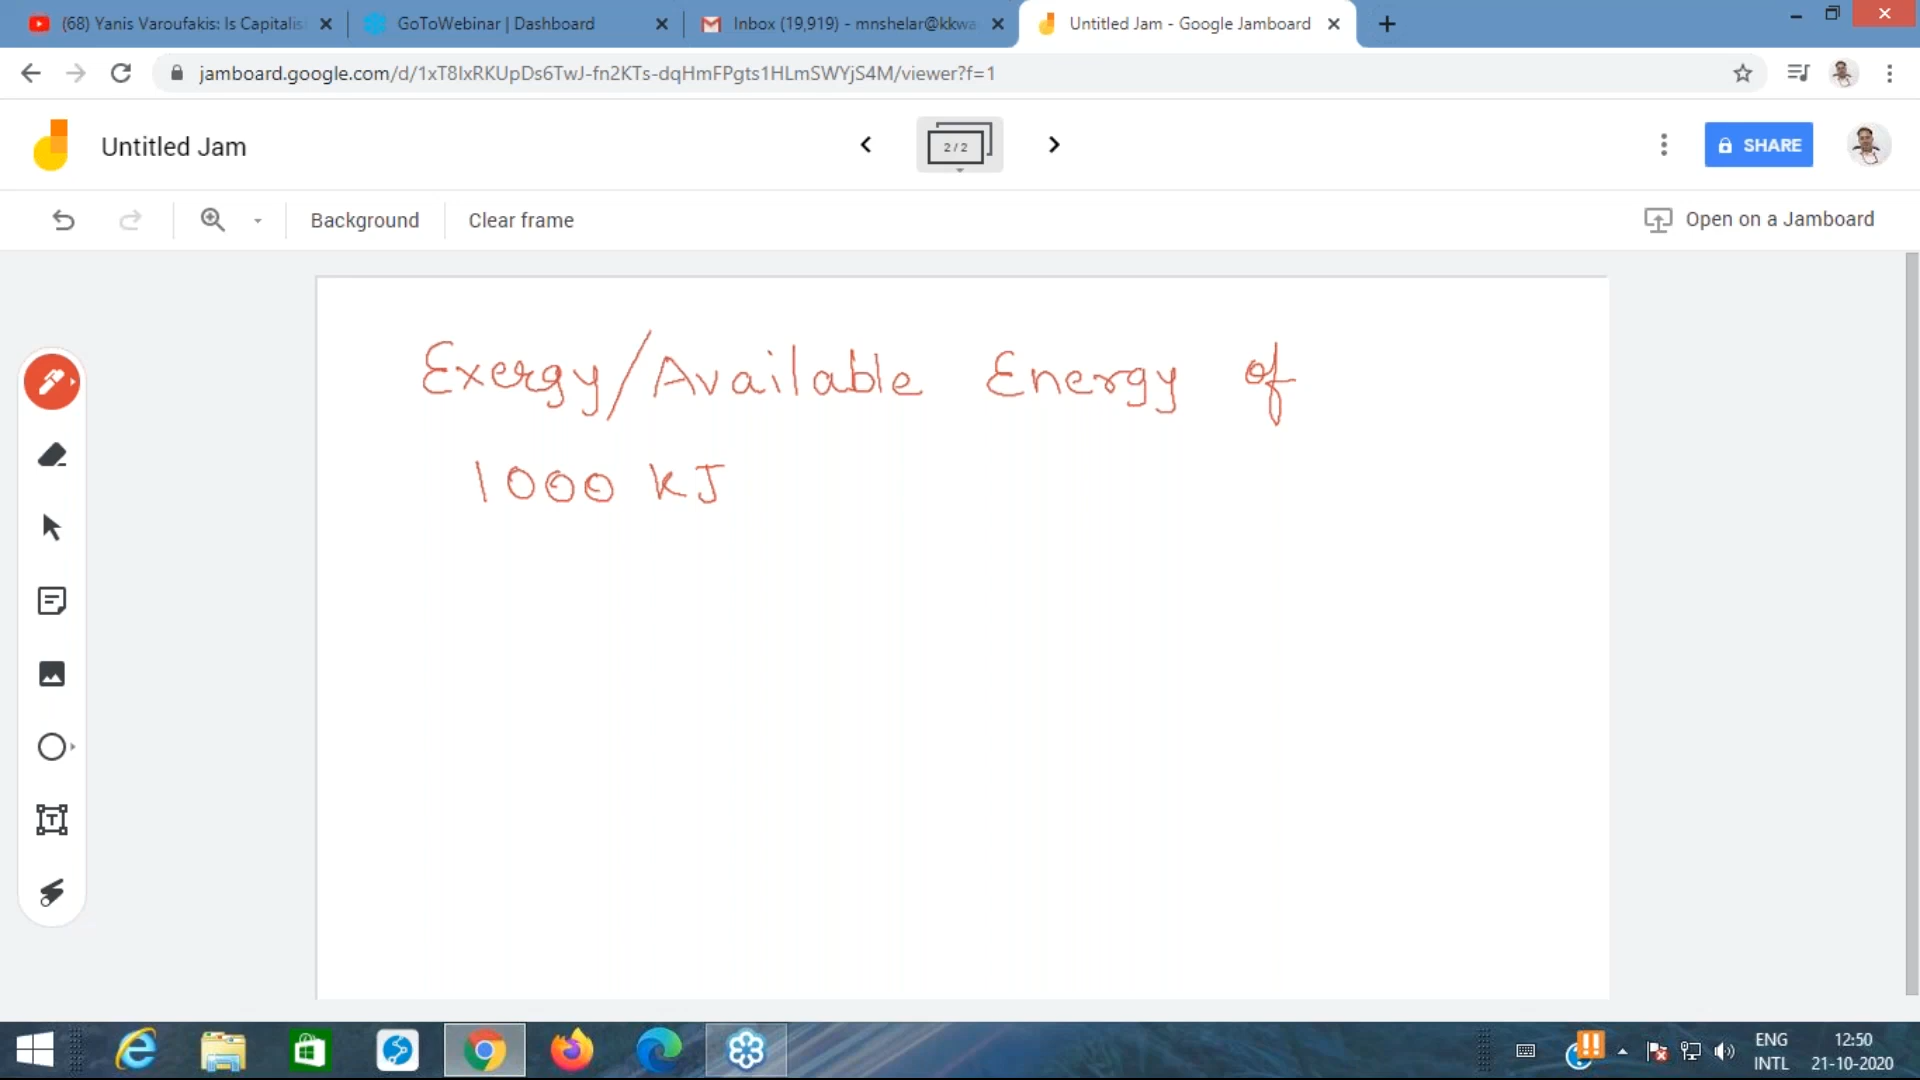 (68) Yanis Varoufakis: Is Capitalis
GoToWebinar | Dashboard
Inbox (19,919) - mnshelar@kkwa
Untitled Jam - Google Jamboard
jamboard.google.com/d/1xT8IxRKUpDs6TwJ-fn2KTs-dqHmFPgts1HLmSWYjS4M/viewer?f=1
Untitled Jam
2 / 2
SHARE
Background
Clear frame
Open on a Jamboard
Exergy/Available Energy of
1000 kJ
ENG 12:50
INTL 21-10-2020